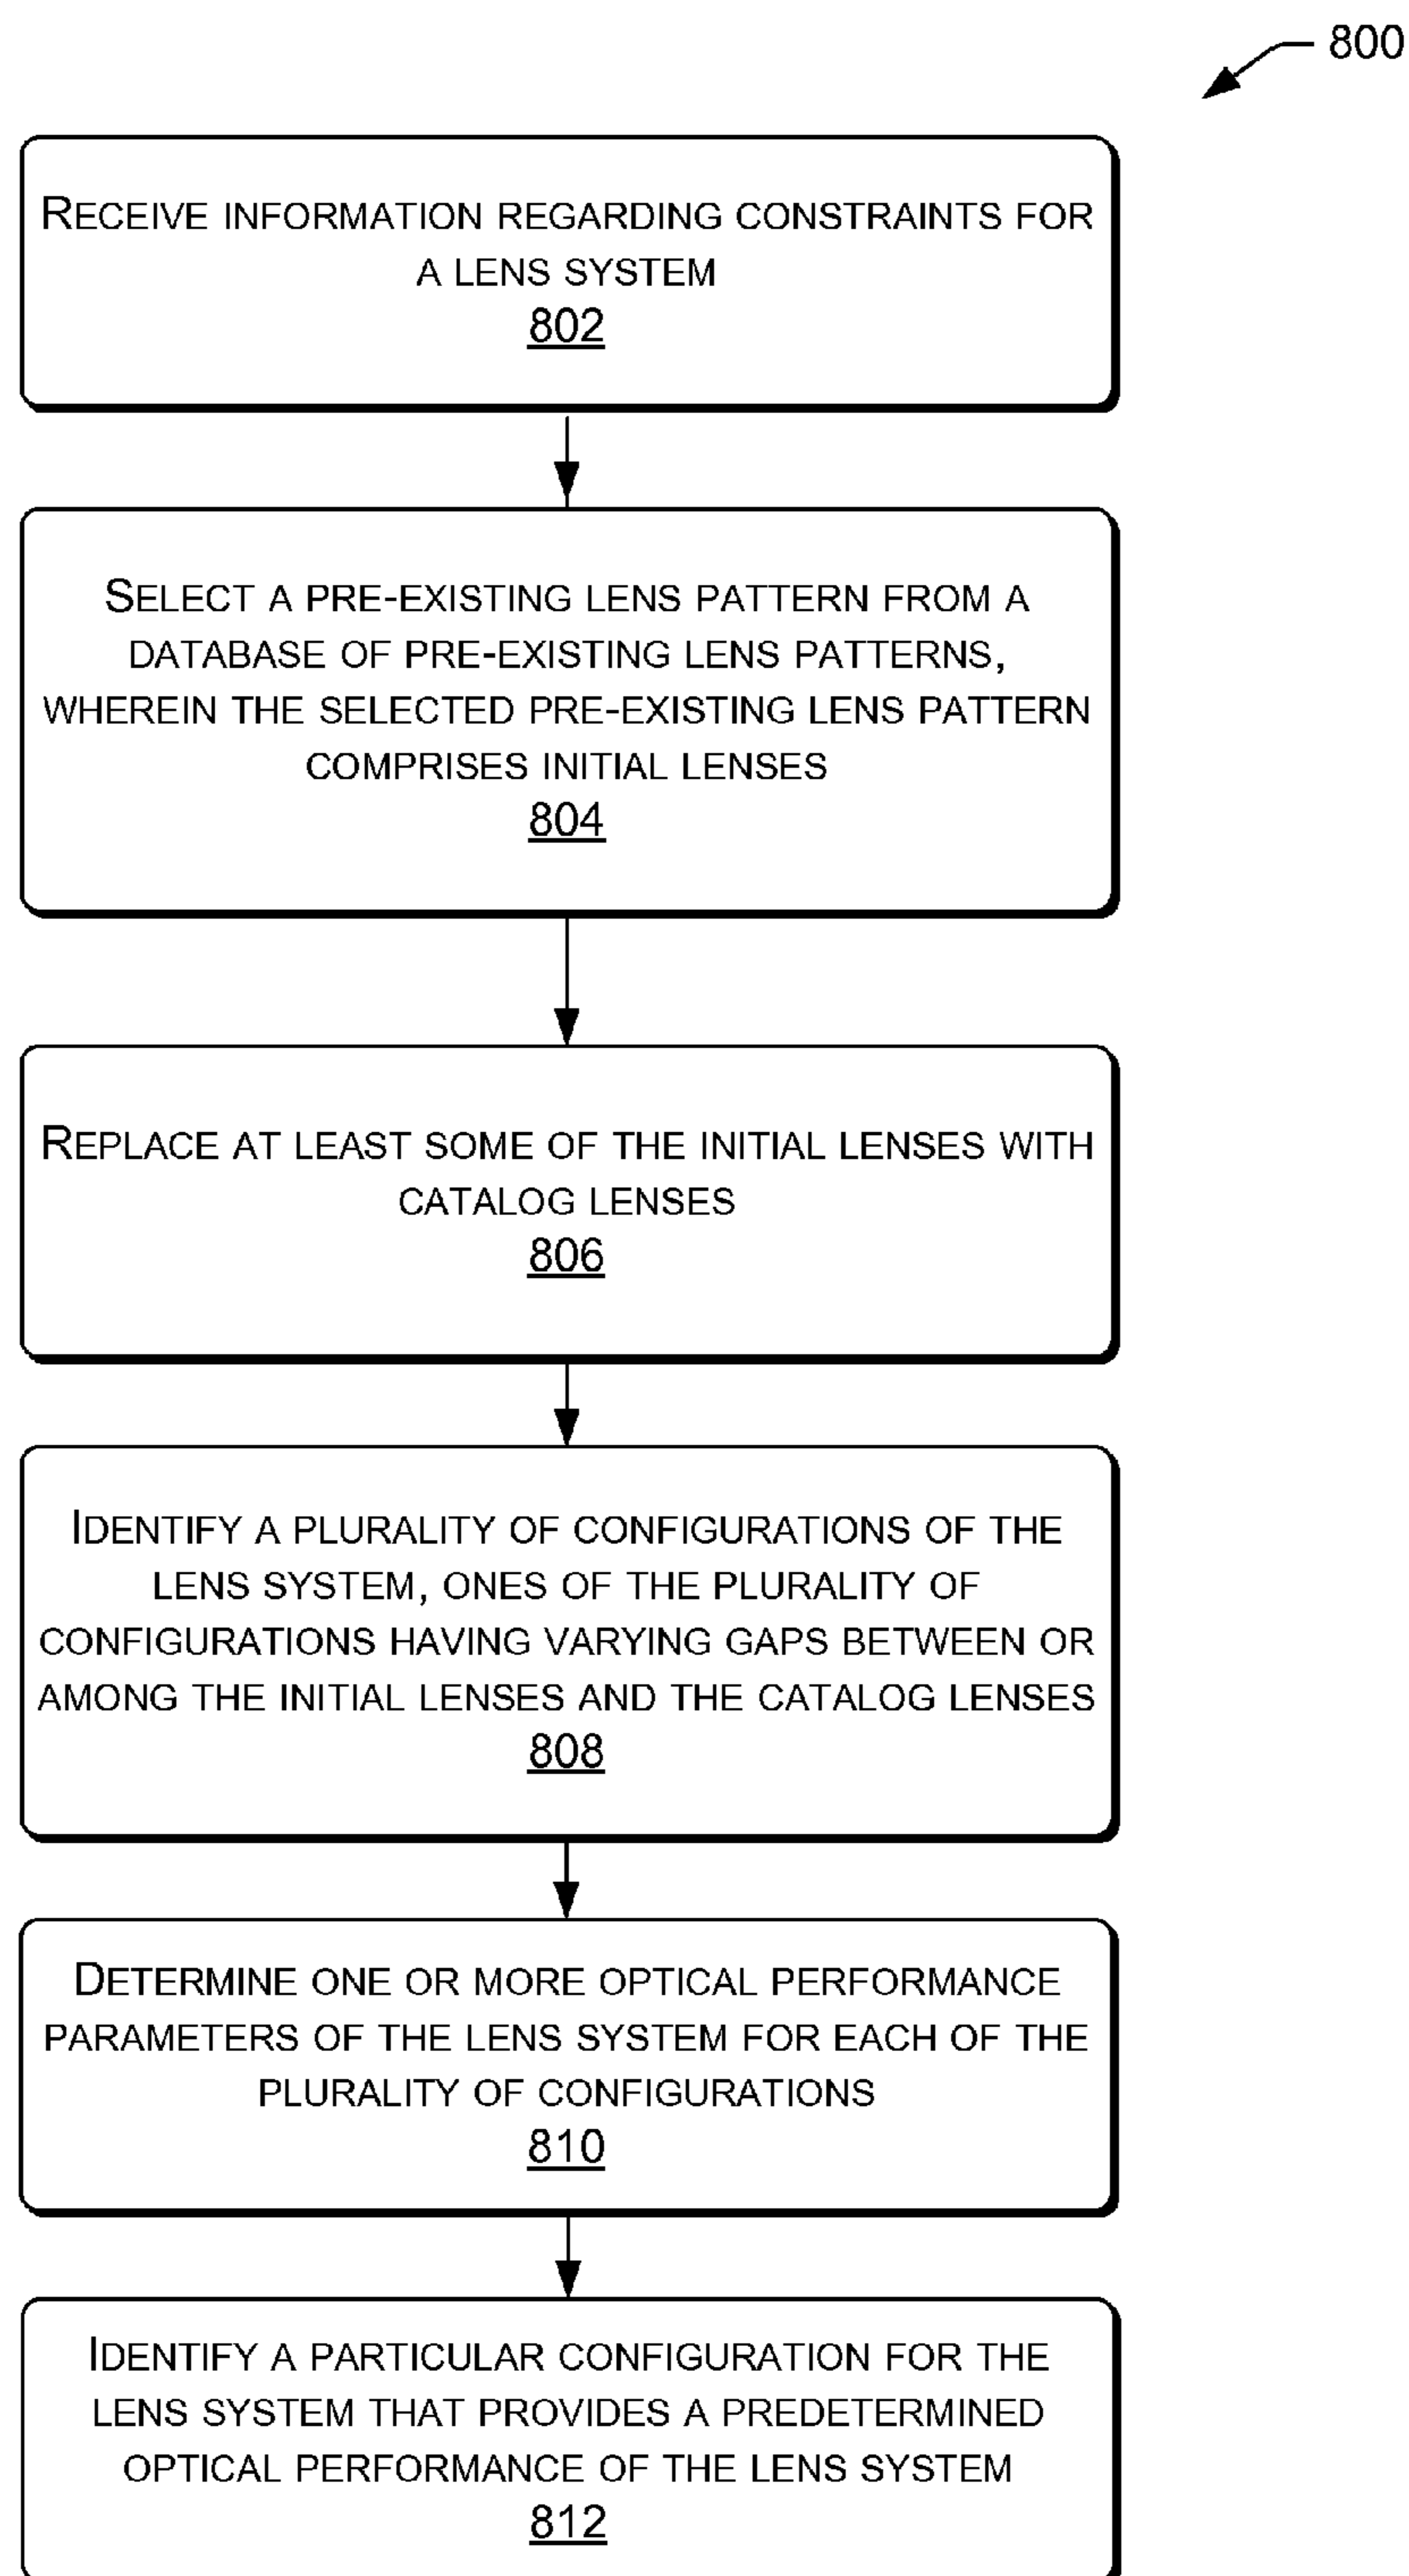 800
RECEIVE INFORMATION REGARDING CONSTRAINTS FOR
A LENS SYSTEM
802
SELECT A PRE-EXISTING LENS PATTERN FROM A
DATABASE OF PRE-EXISTING LENS PATTERNS,
WHEREIN THE SELECTED PRE-EXISTING LENS PATTERN
COMPRISES INITIAL LENSES
804
REPLACE AT LEAST SOME OF THE INITIAL LENSES WITH
CATALOG LENSES
806
IDENTIFY A PLURALITY OF CONFIGURATIONS OF THE
LENS SYSTEM, ONES OF THE PLURALITY OF
CONFIGURATIONS HAVING VARYING GAPS BETWEEN OR
AMONG THE INITIAL LENSES AND THE CATALOG LENSES
808
DETERMINE ONE OR MORE OPTICAL PERFORMANCE
PARAMETERS OF THE LENS SYSTEM FOR EACH OF THE
PLURALITY OF CONFIGURATIONS
810
IDENTIFY A PARTICULAR CONFIGURATION FOR THE
LENS SYSTEM THAT PROVIDES A PREDETERMINED
OPTICAL PERFORMANCE OF THE LENS SYSTEM
812